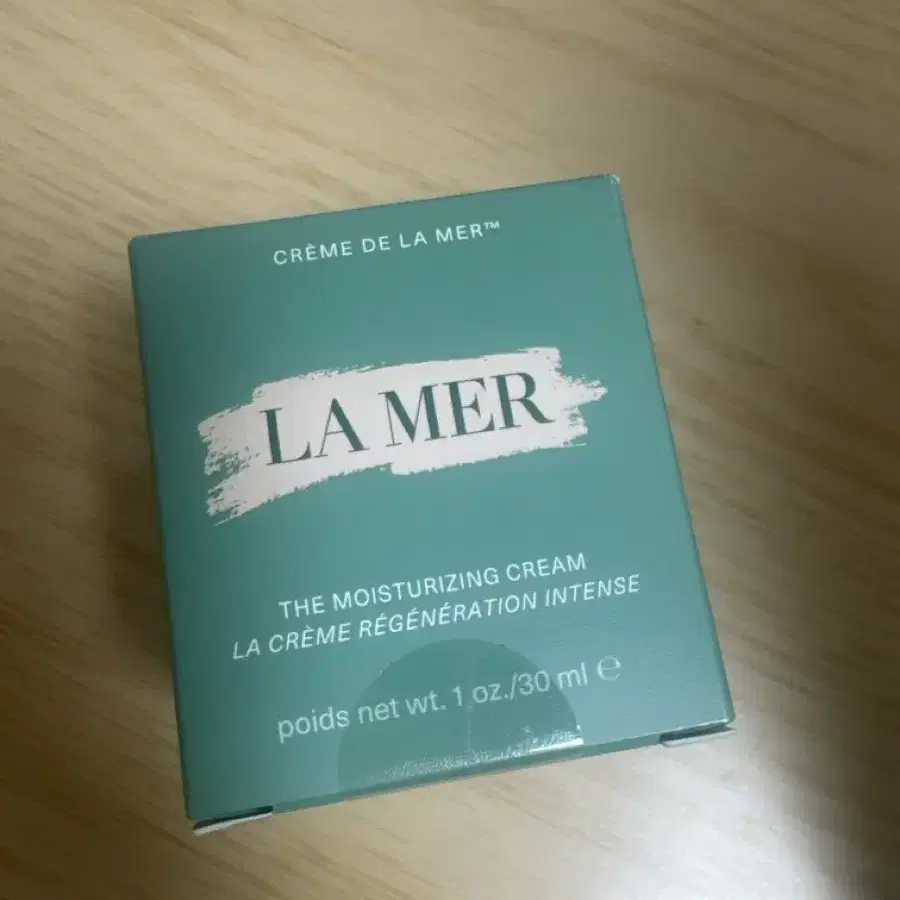 CRÈME DE LA MER™
LA MER
THE MOISTURIZING CREAM
LA CRÈME RÉGÉNÉRATION INTENSE
poids net wt. 1 oz./30 ml ℮